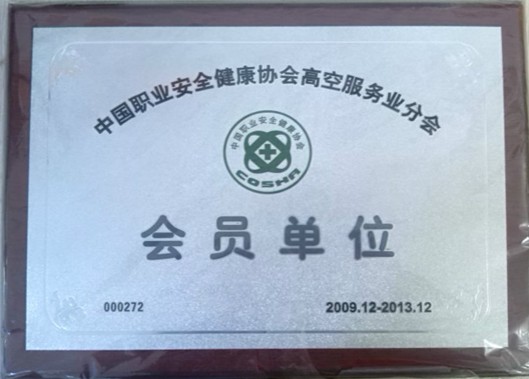 中国职业安全健康协会高空服务业分会
中国职业安全健康协会
COSHA
会员单位
000272
2009.12-2013.12